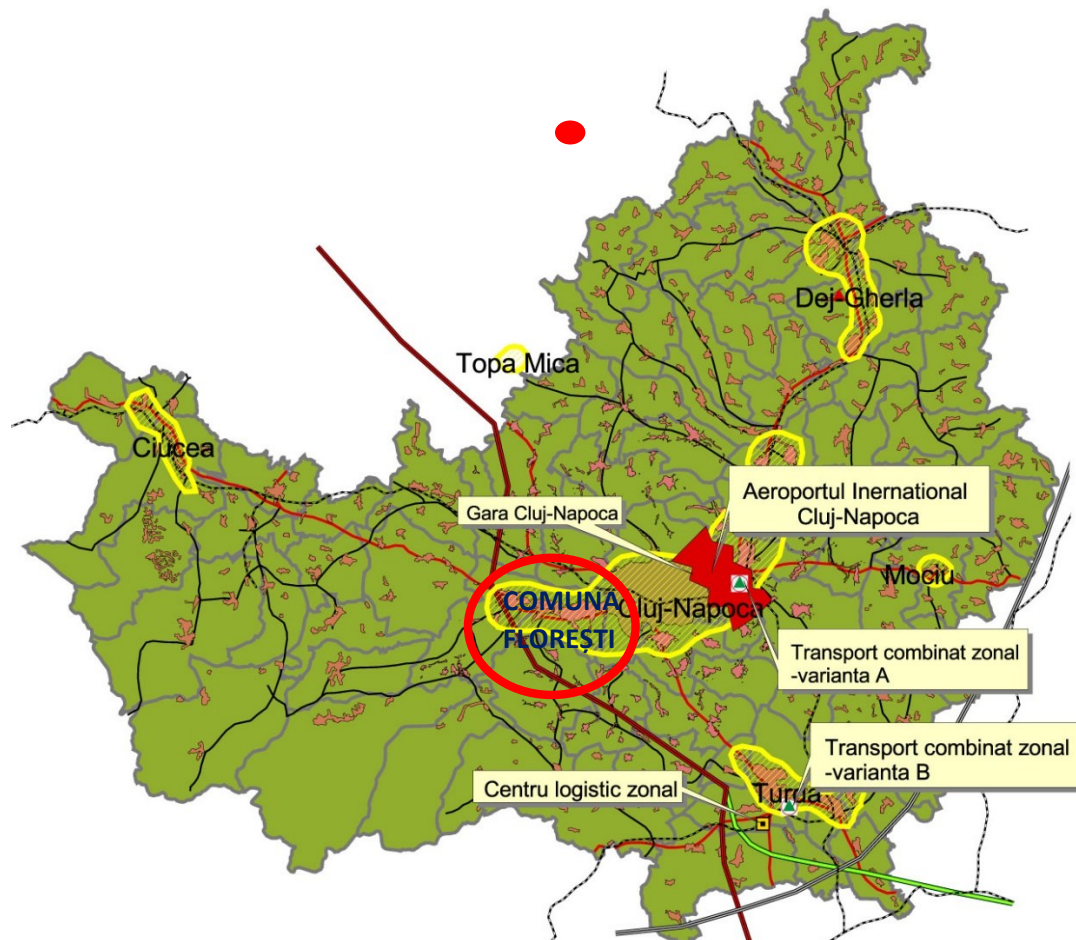 Dej-Gherla
Topa Mica
Ciucea
Aeroportul Inernational
Cluj-Napoca
Gara Cluj-Napoca
Mociu
COMUNĂ
FLOREȘTI
Cluj-Napoca
Transport combinat zonal
-varianta A
Transport combinat zonal
-varianta B
Centru logistic zonal
Turda